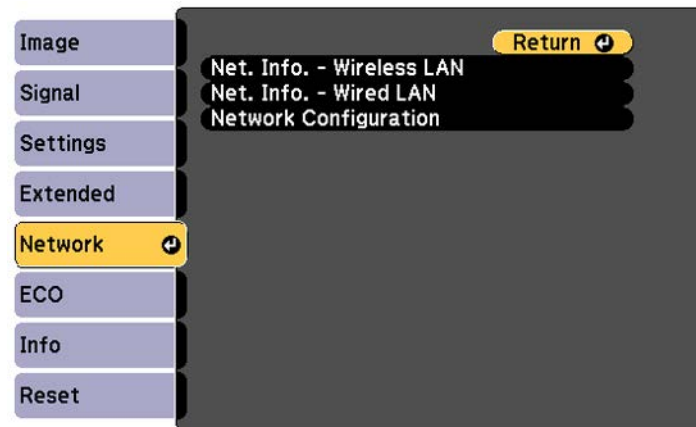 Image
Signal
Settings
Extended
Network
ECO
Info
Reset
Return
Net. Info. - Wireless LAN
Net. Info. - Wired LAN
Network Configuration